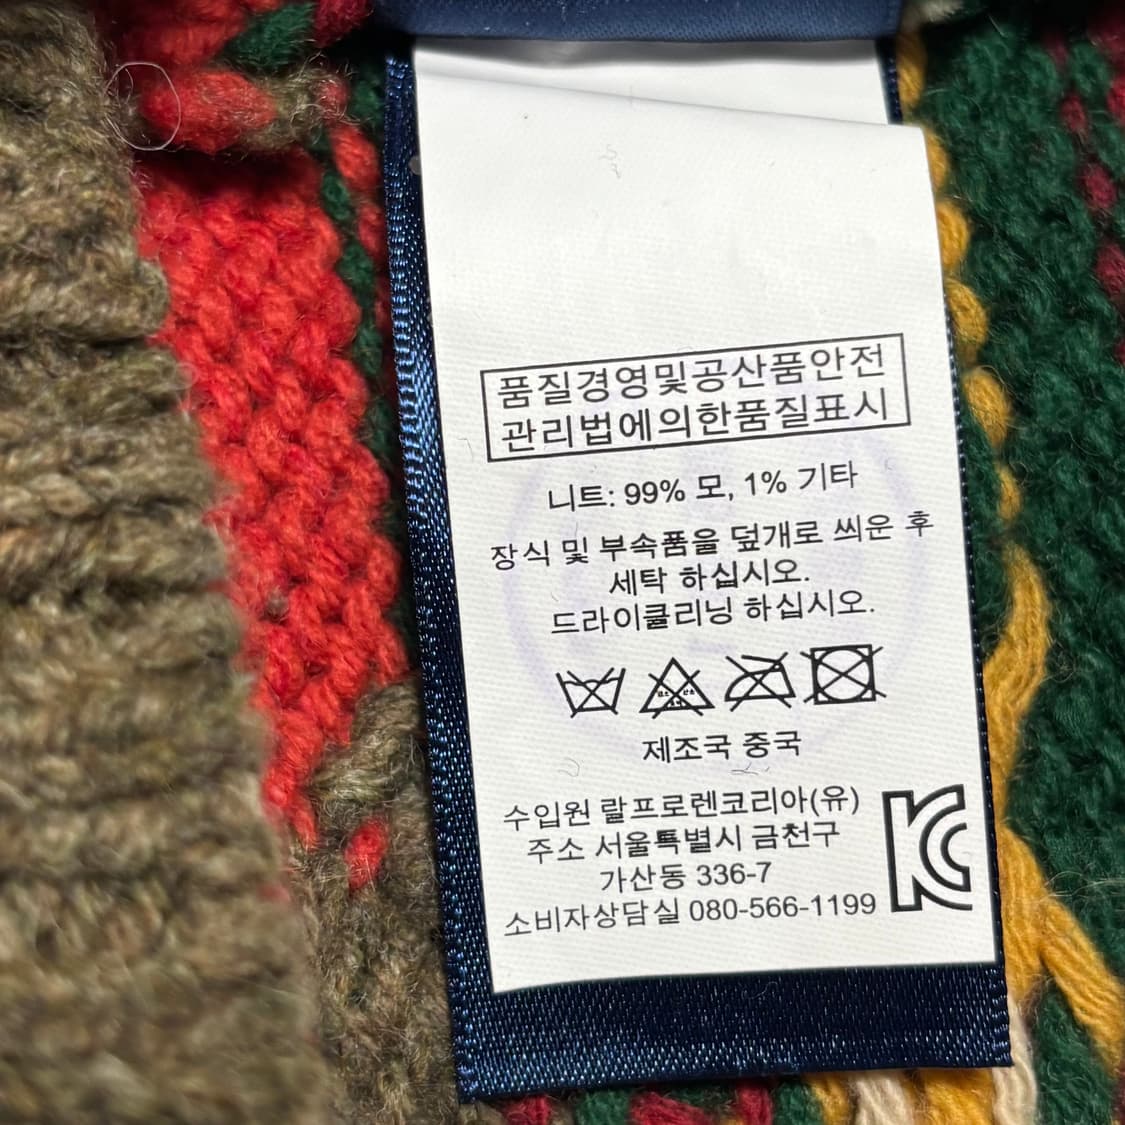 품질경영및공산품안전
관리법에의한품질표시
니트: 99% 모, 1% 기타
장식 및 부속품을 덮개로 씌운 후
세탁 하십시오.
드라이클리닝 하십시오.
제조국 중국
수입원 랄프로렌코리아(유)
주소 서울특별시 금천구
가산동 336-7
소비자상담실 080-566-1199
KC